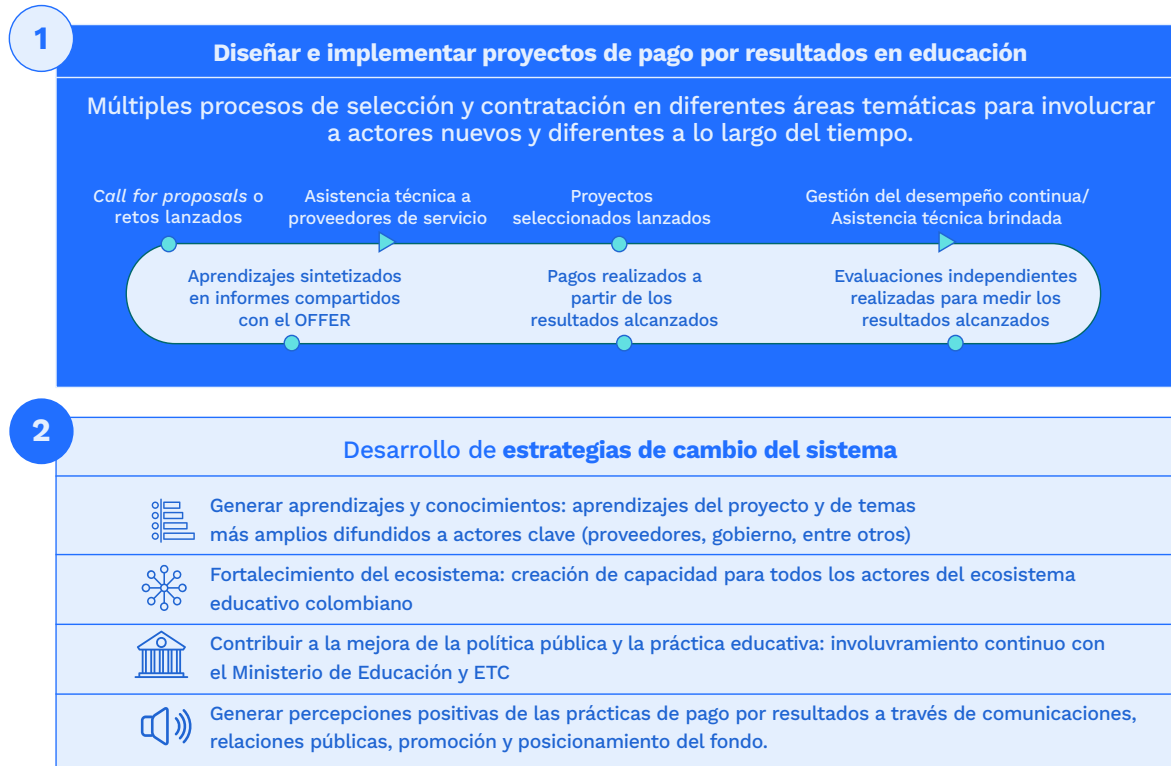 1
Diseñar e implementar proyectos de pago por resultados en educación
Múltiples procesos de selección y contratación en diferentes áreas temáticas para involucrar
a actores nuevos y diferentes a lo largo del tiempo.
Call for proposals o
retos lanzados
Asistencia técnica a
proveedores de servicio
Proyectos
seleccionados lanzados
Gestión del desempeño continua/
Asistencia técnica brindada
Aprendizajes sintetizados
en informes compartidos
con el OFFER
Pagos realizados a
partir de los
resultados alcanzados
Evaluaciones independientes
realizadas para medir los
resultados alcanzados
2
Desarrollo de estrategias de cambio del sistema
Generar aprendizajes y conocimientos: aprendizajes del proyecto y de temas
más amplios difundidos a actores clave (proveedores, gobierno, entre otros)
Fortalecimiento del ecosistema: creación de capacidad para todos los actores del ecosistema
educativo colombiano
Contribuir a la mejora de la política pública y la práctica educativa: involuvramiento continuo con
el Ministerio de Educación y ETC
Generar percepciones positivas de las prácticas de pago por resultados a través de comunicaciones,
relaciones públicas, promoción y posicionamiento del fondo.